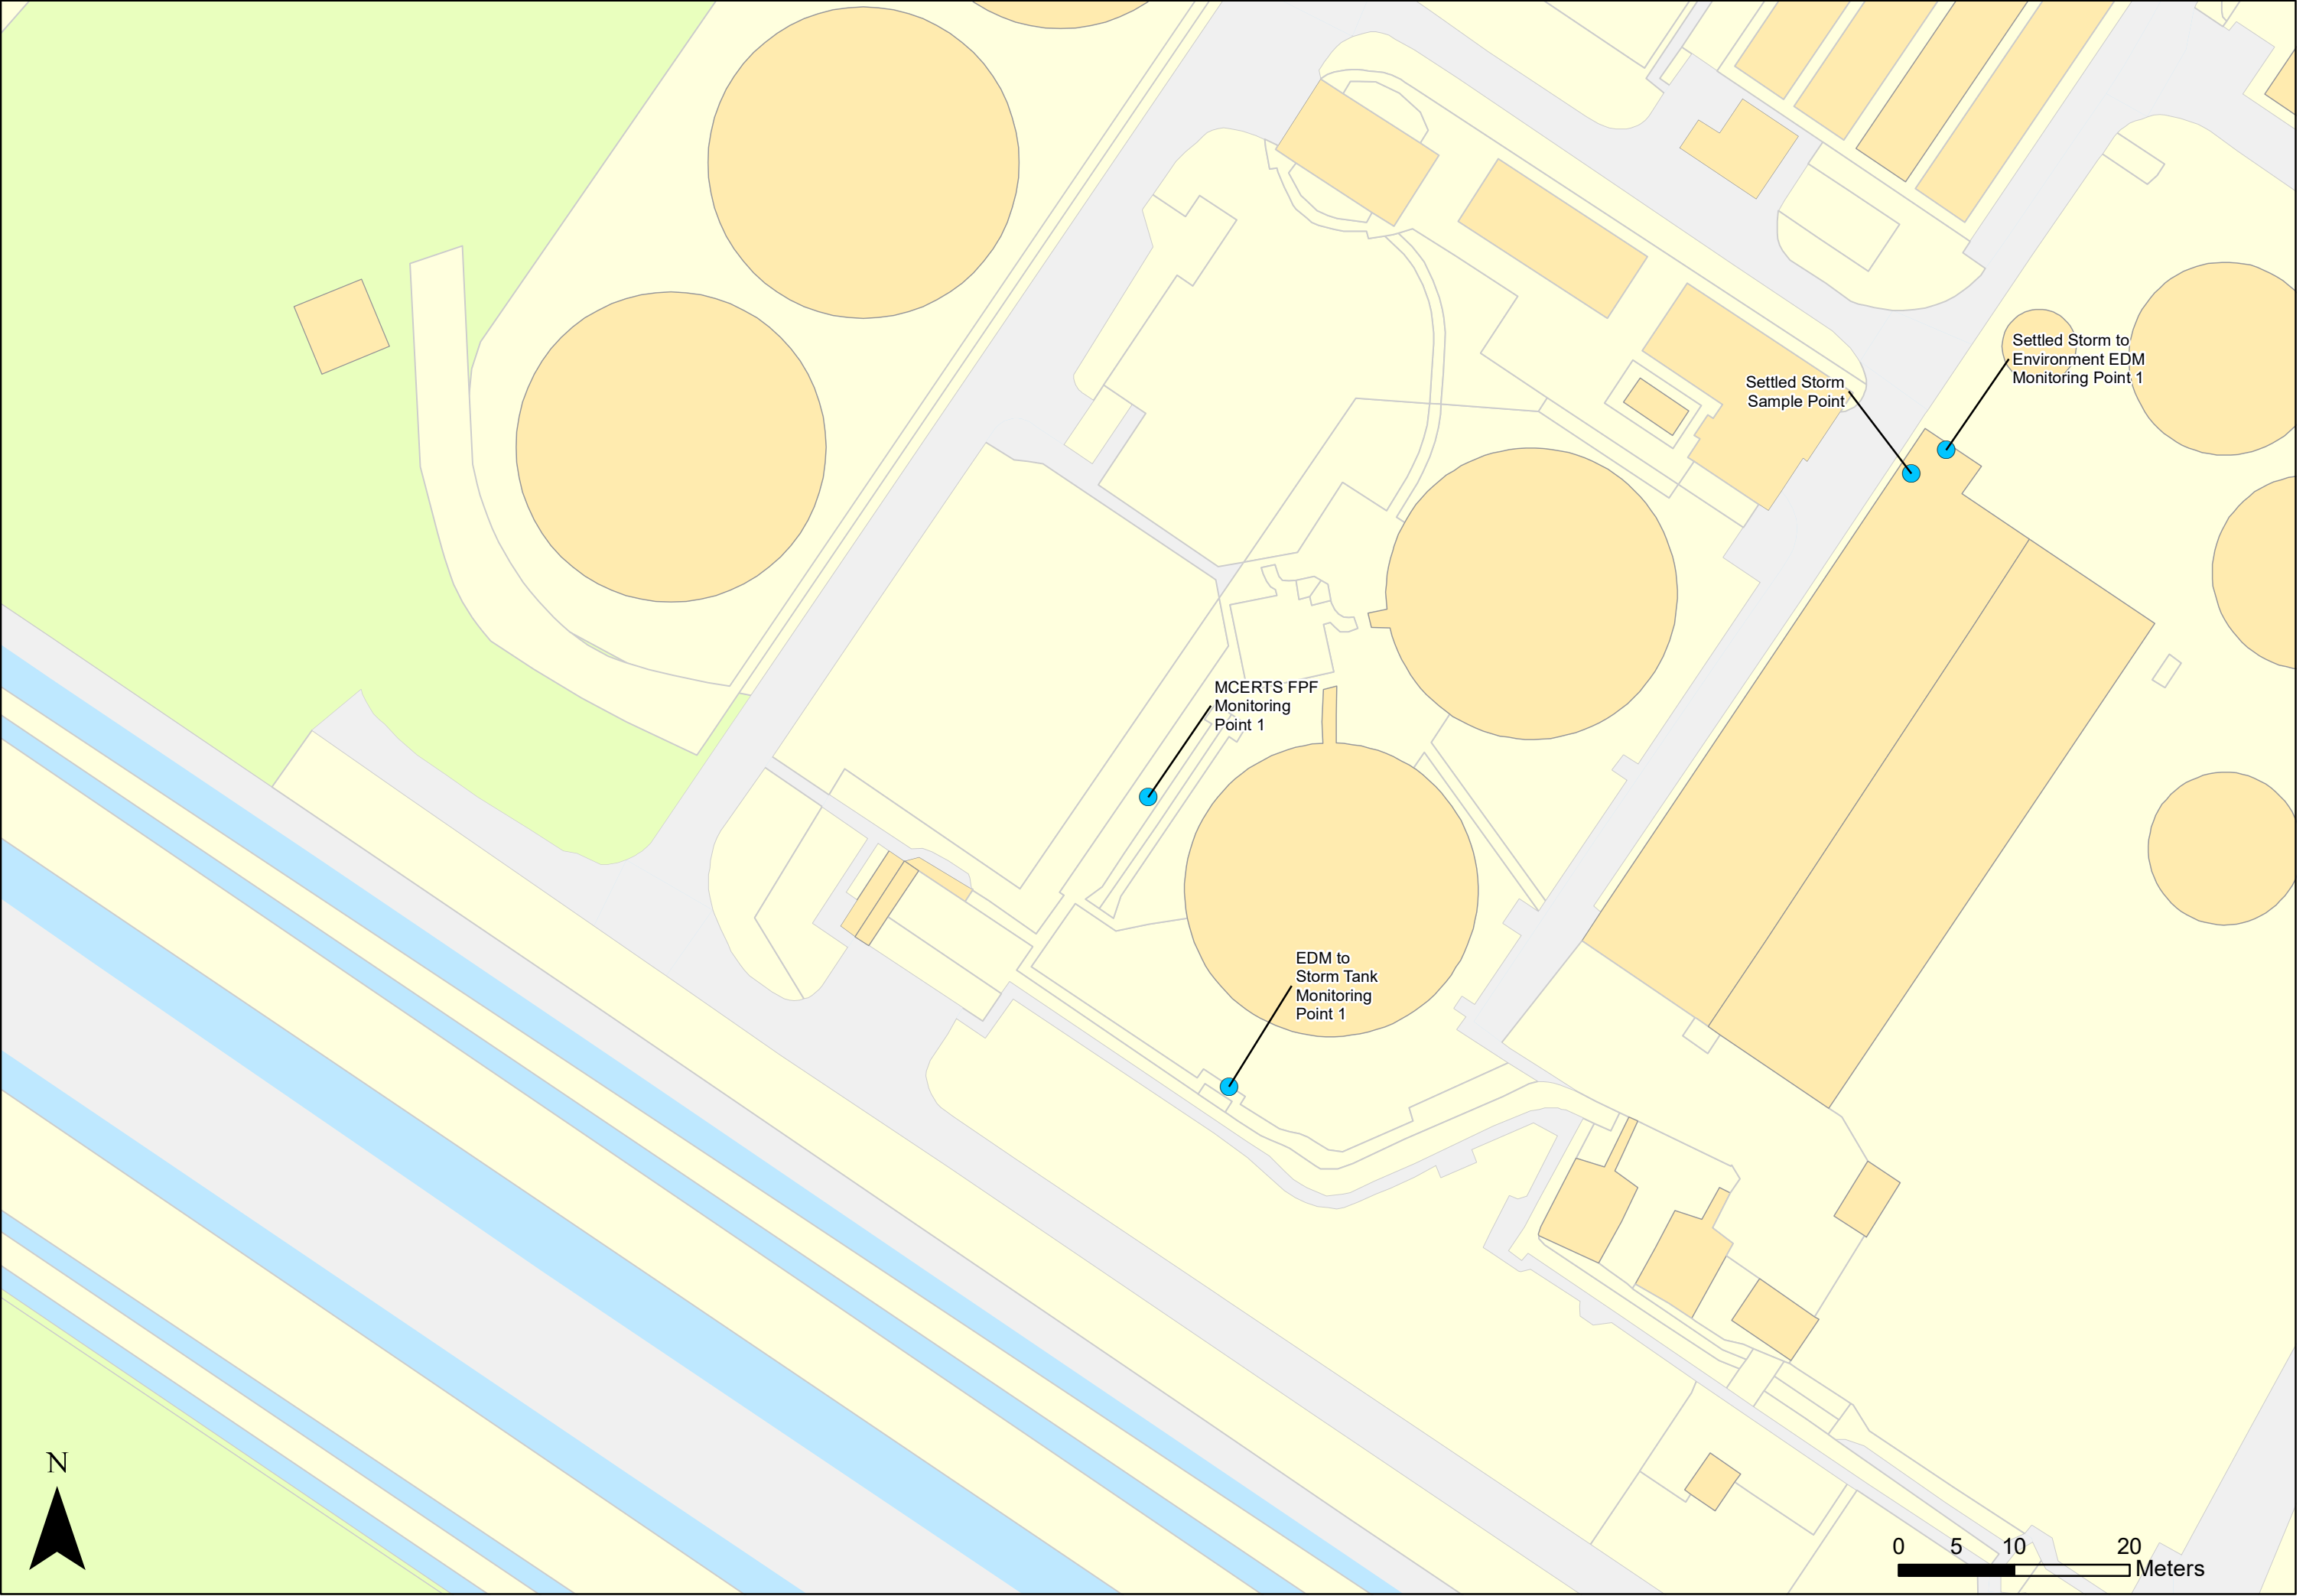 Settled Storm to
Environment EDM
Monitoring Point 1
Settled Storm
Sample Point
MCERTS FPF
Monitoring
Point 1
EDM to
Storm Tank
Monitoring
Point 1
N
0 5 10 20
Meters